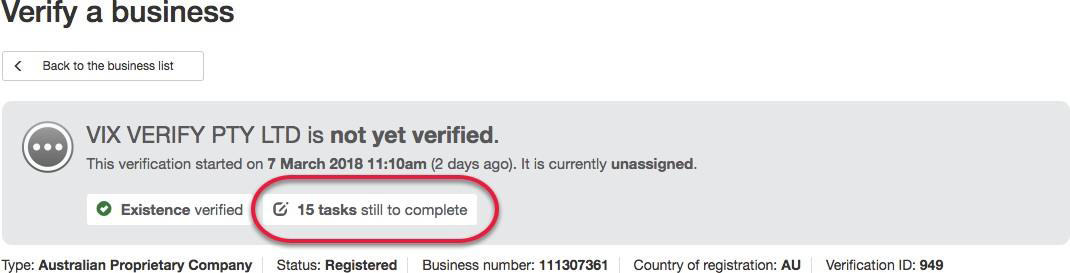 Verify a business
Back to the business list
VIX VERIFY PTY LTD is not yet verified.
This verification started on 7 March 2018 11:10am (2 days ago). It is currently unassigned.
Existence verified 15 tasks still to complete
Type: Australian Proprietary Company Status: Registered Business number: 111307361 Country of registration: AU Verification ID: 949